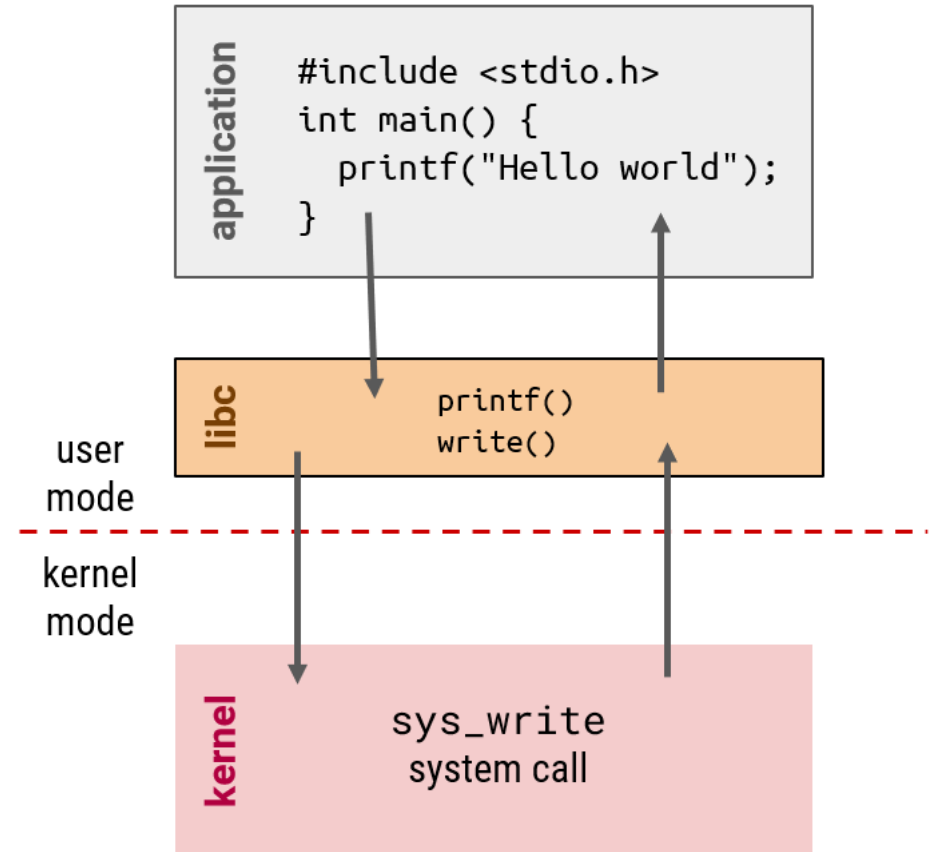 application
#include <stdio.h>
int main() {
  printf("Hello world");
}
libc
printf()
write()
user
mode
kernel
mode
kernel
sys_write
system call